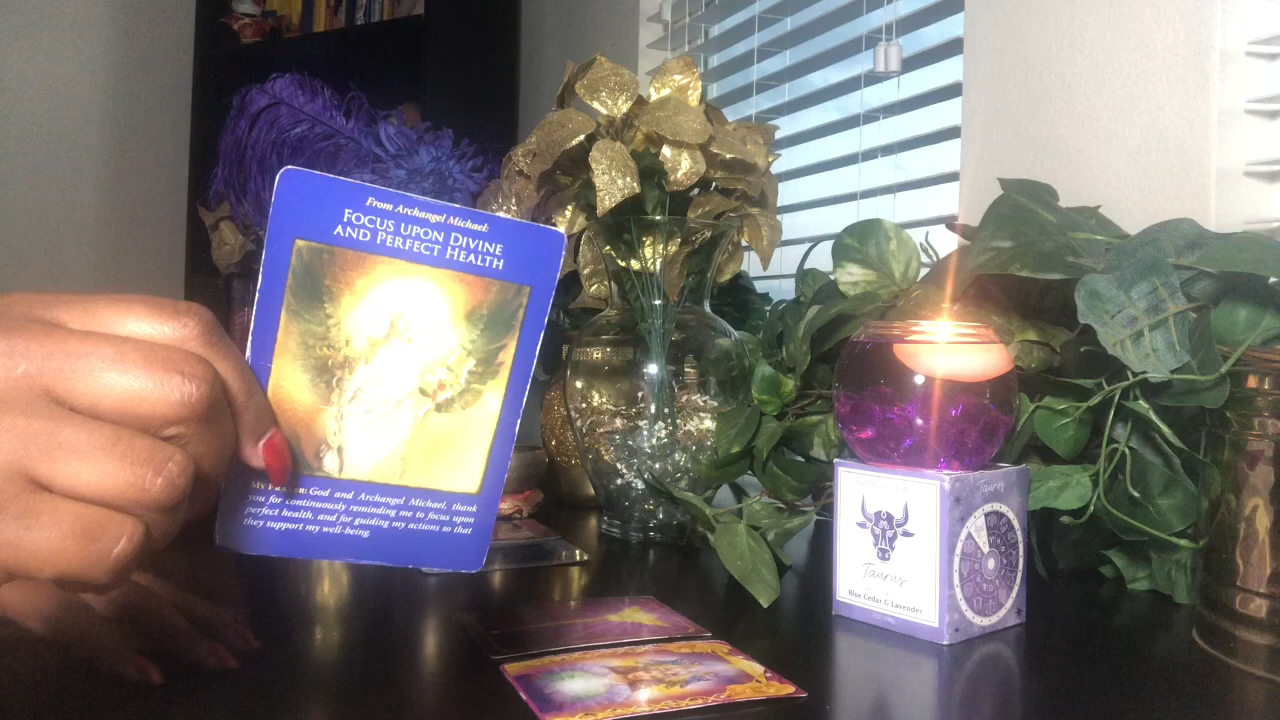 From Archangel Michael:
FOCUS UPON DIVINE
AND PERFECT HEALTH
MY PRAYER: God and Archangel Michael, thank
you for continuously reminding me to focus upon
perfect health, and for guiding my actions so that
they support my well-being.
Taurus
Blue Cedar & Lavender
Taurus